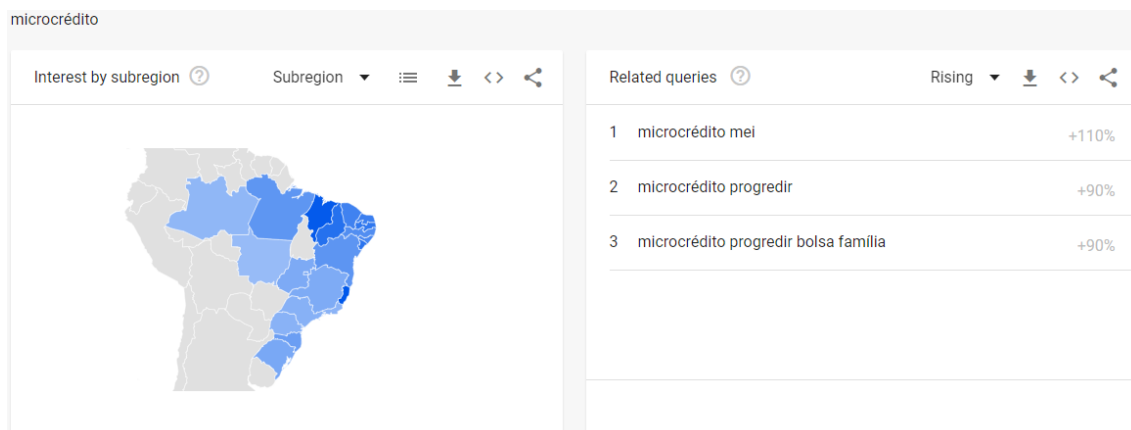 microcrédito
Interest by subregion
Subregion
Related queries
Rising
1 microcrédito mei +110%
2 microcrédito progredir +90%
3 microcrédito progredir bolsa família +90%